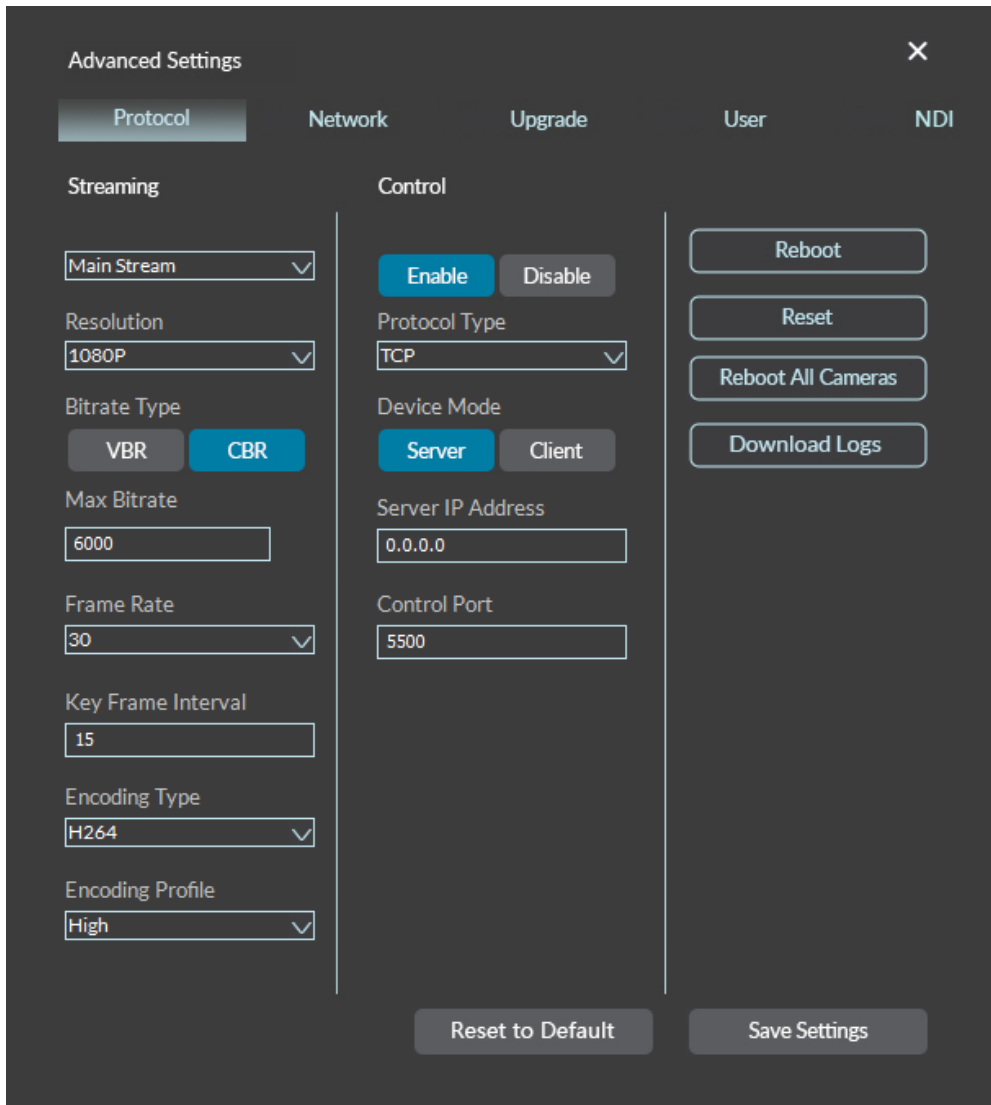 Advanced Settings
Protocol Network Upgrade User NDI
Streaming
Main Stream
Resolution
1080P
Bitrate Type
VBR CBR
Max Bitrate
6000
Frame Rate
30
Key Frame Interval
15
Encoding Type
H264
Encoding Profile
High
Control
Enable Disable
Protocol Type
TCP
Device Mode
Server Client
Server IP Address
0.0.0.0
Control Port
5500
Reboot
Reset
Reboot All Cameras
Download Logs
Reset to Default Save Settings